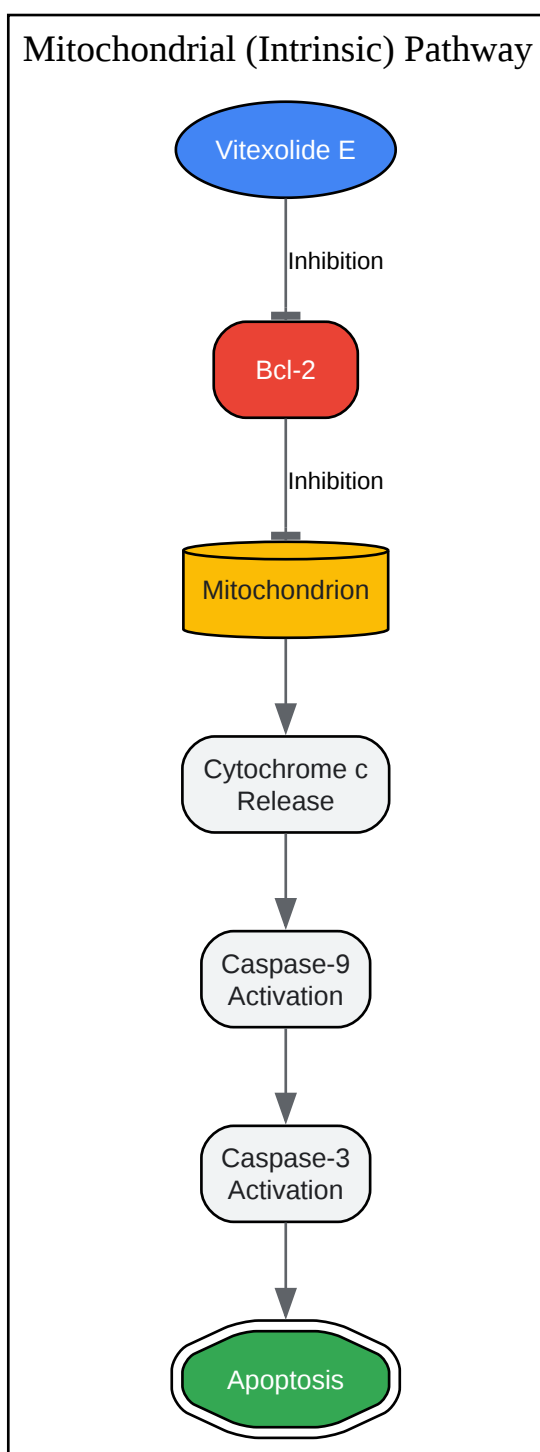 Mitochondrial (Intrinsic) Pathway
Vitexolide E
Inhibition
Bcl-2
Inhibition
Mitochondrion
Cytochrome c
Release
Caspase-9
Activation
Caspase-3
Activation
Apoptosis